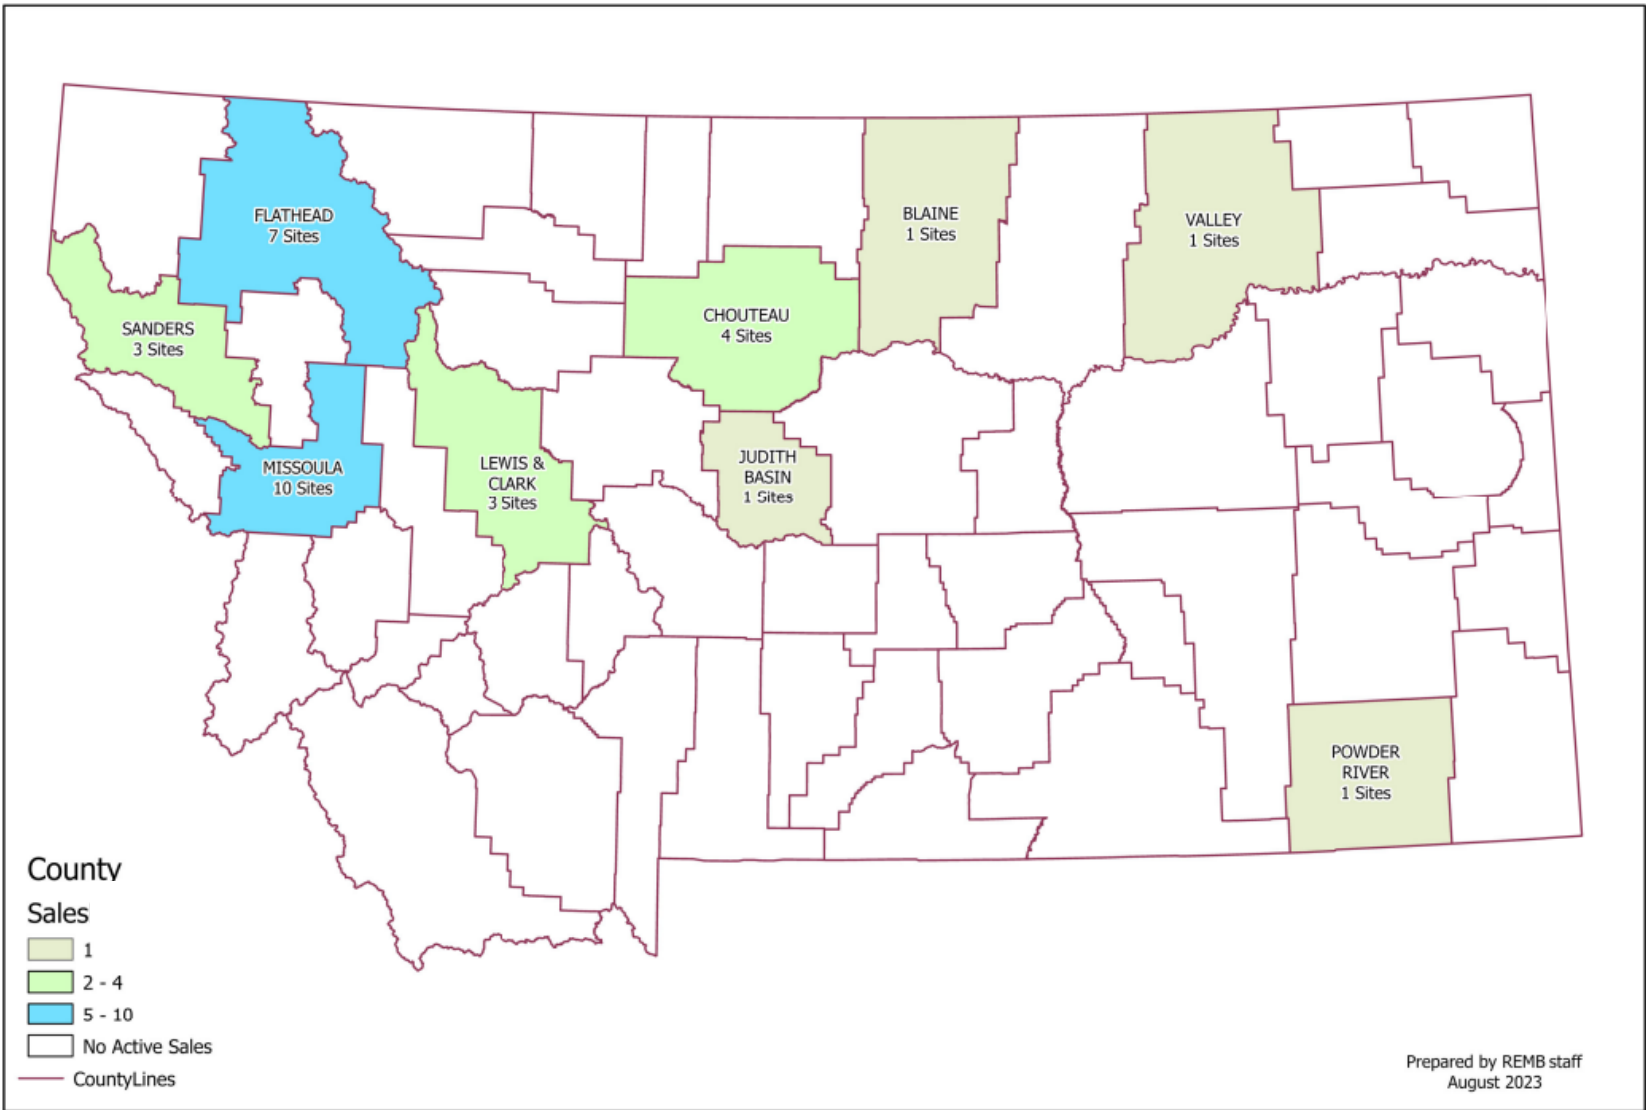 FLATHEAD
7 Sites
BLAINE
1 Sites
VALLEY
1 Sites
SANDERS
3 Sites
CHOUTEAU
4 Sites
MISSOULA
10 Sites
LEWIS &
CLARK
3 Sites
JUDITH
BASIN
1 Sites
POWDER
RIVER
1 Sites
County
Sales
1
2 - 4
5 - 10
No Active Sales
CountyLines
Prepared by REMB staff
August 2023